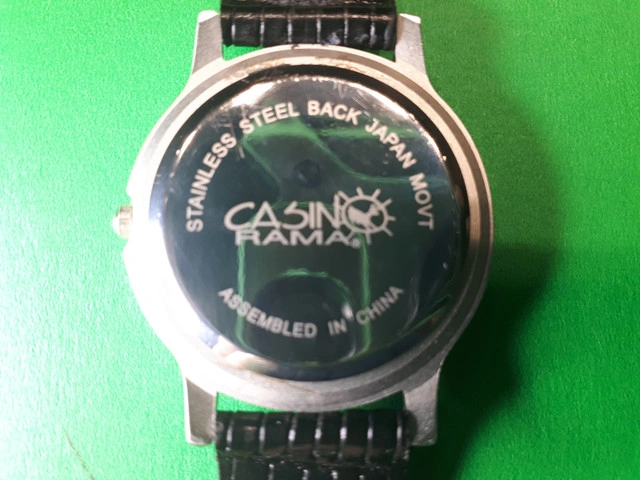 STAINLESS STEEL BACK JAPAN MOVT
CASINO
RAMA®
ASSEMBLED IN CHINA